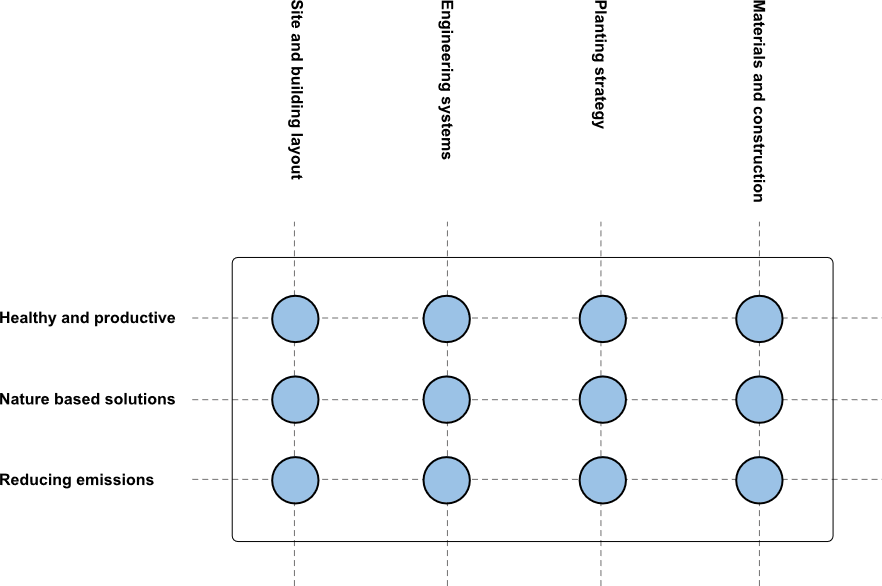 Site and building layout
Engineering systems
Planting strategy
Materials and construction
Healthy and productive
Nature based solutions
Reducing emissions